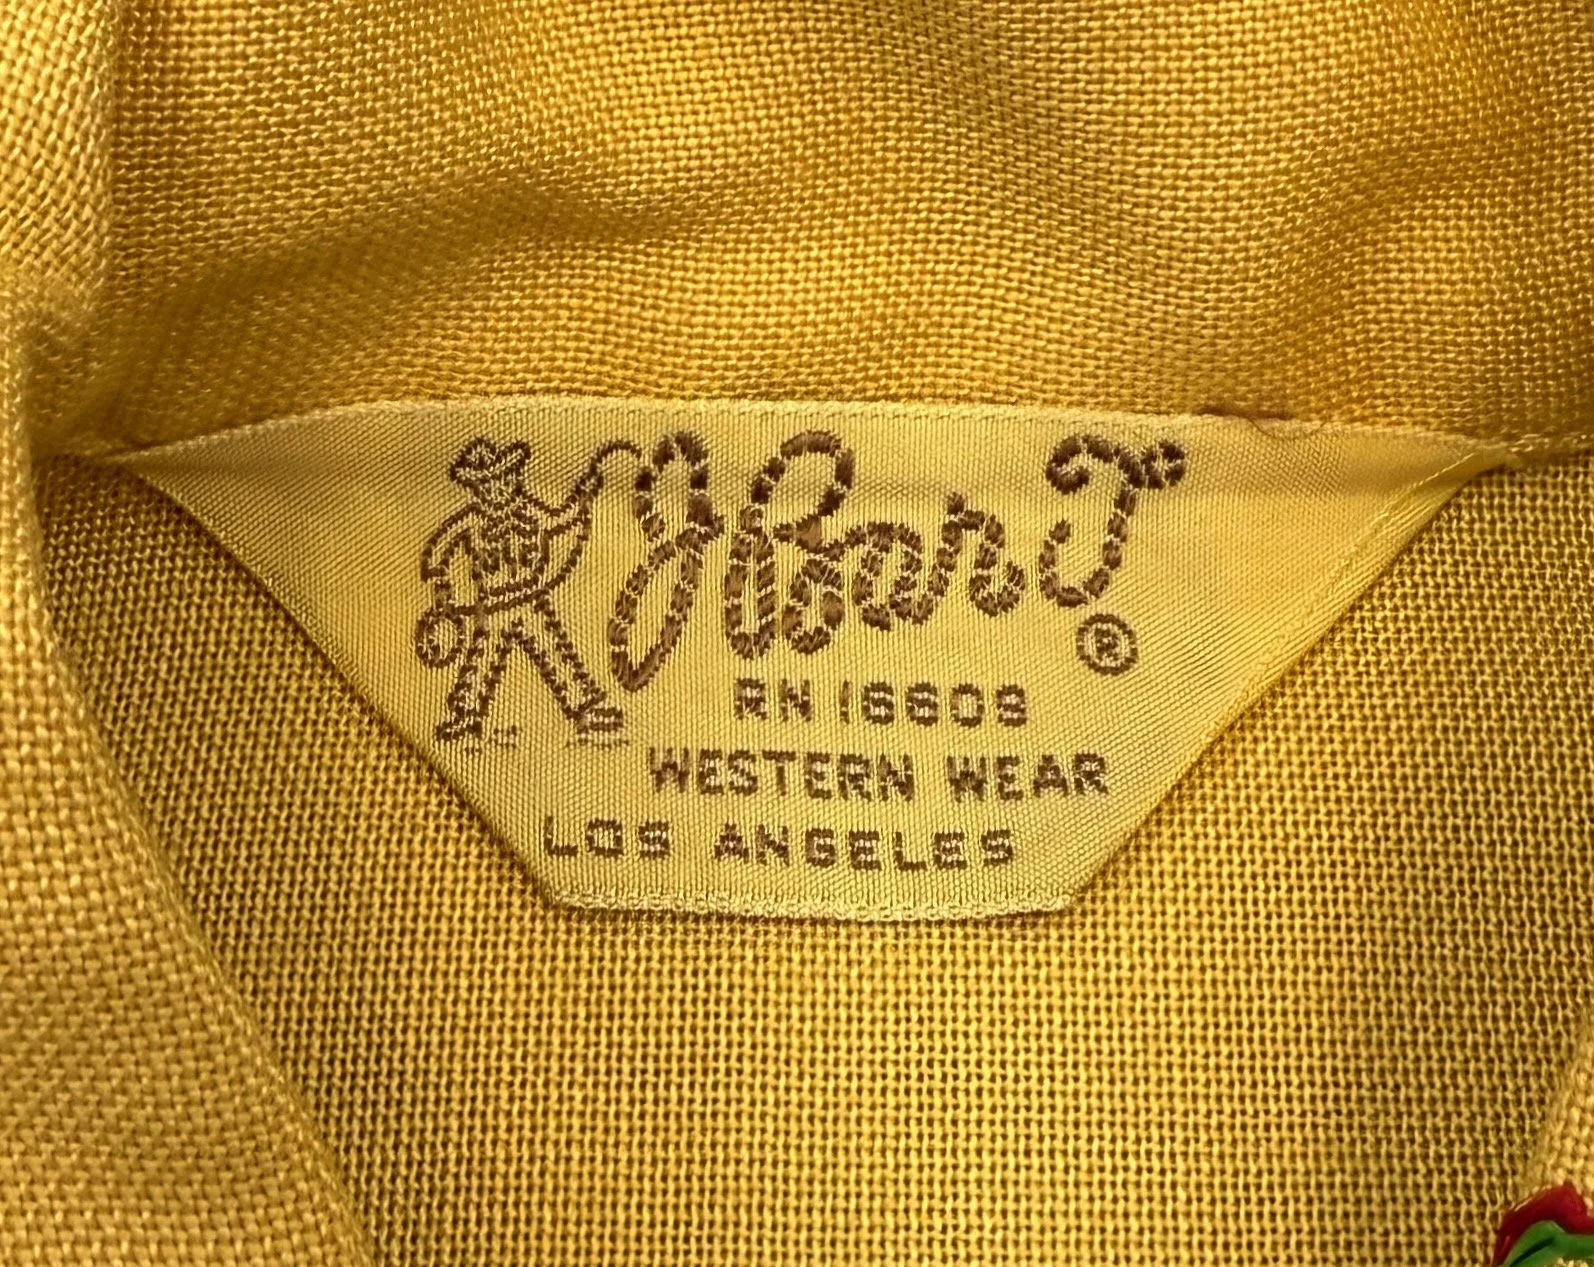 H Bar T
®
RN 16609
WESTERN WEAR
LOS ANGELES